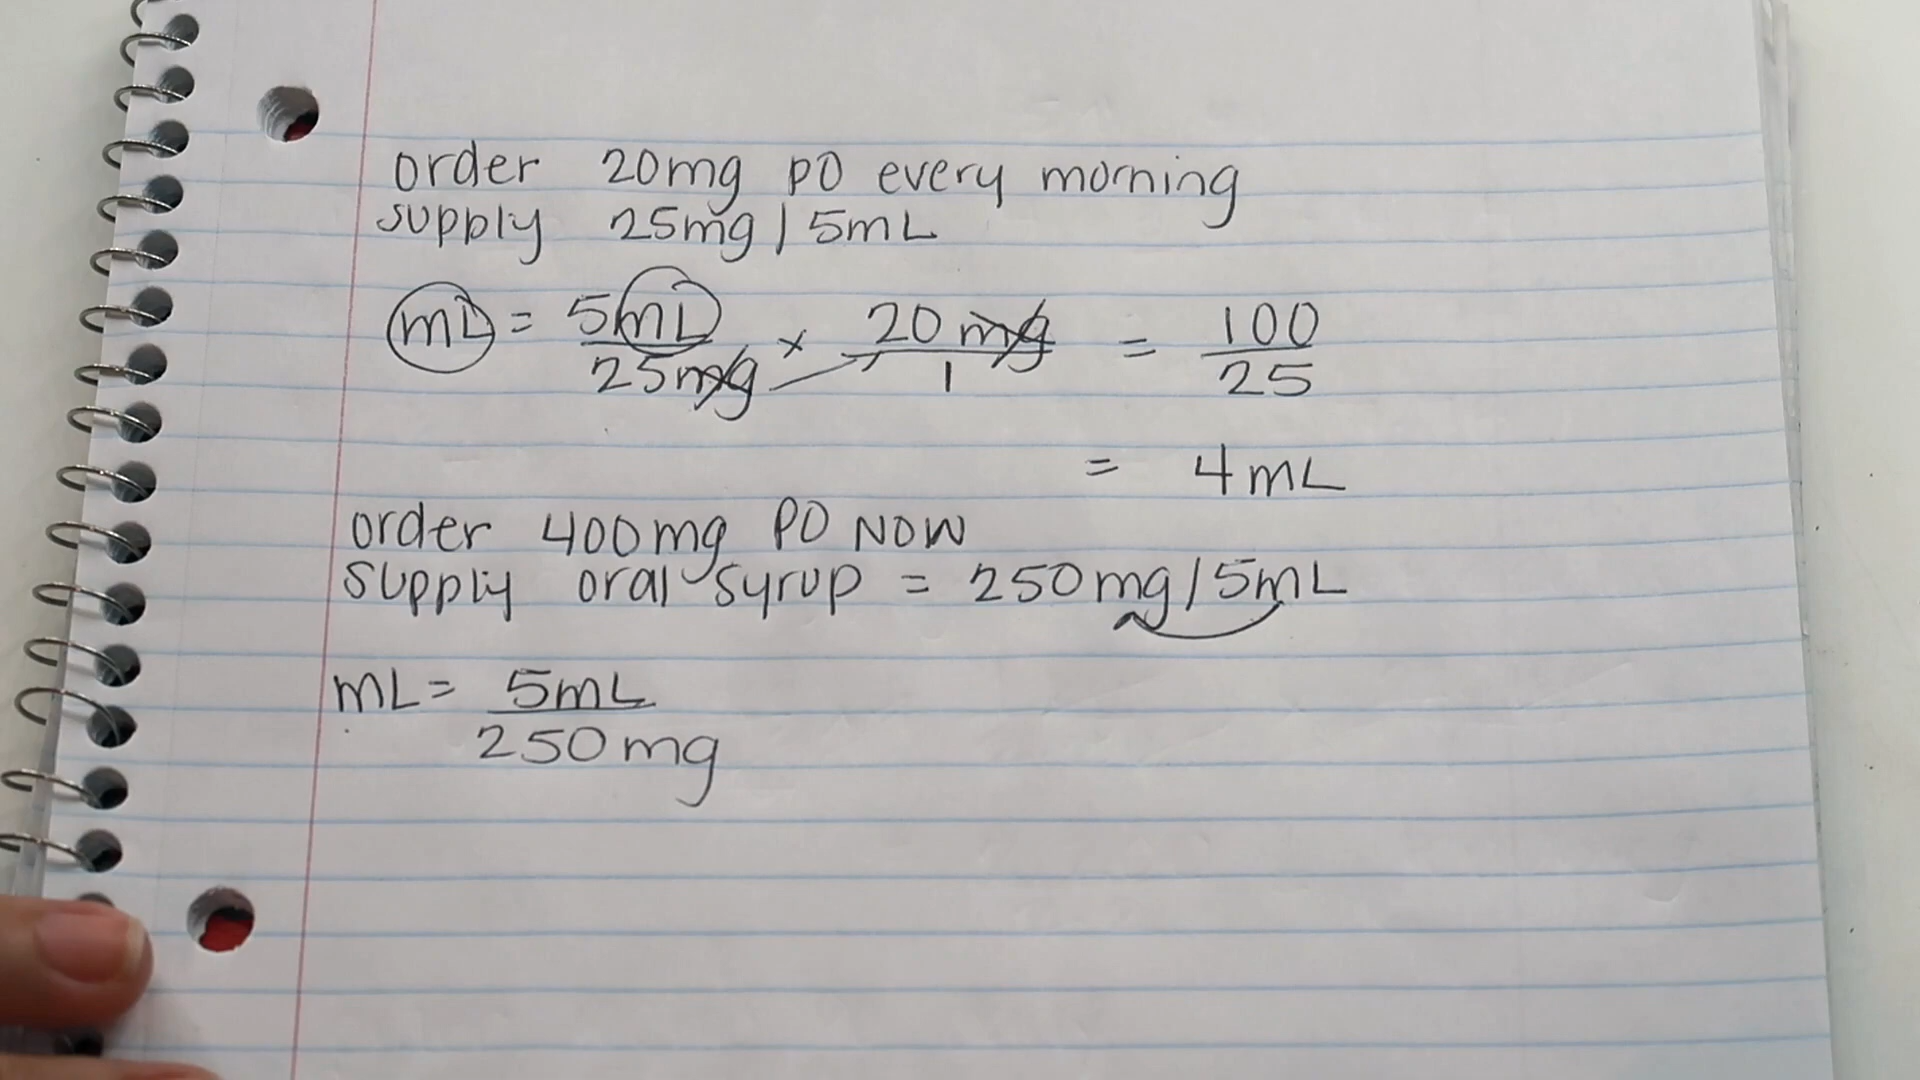 order 20mg PO every morning
supply 25mg/5mL
mL = 5mL/25mg x 20mg/1 = 100/25
= 4mL
order 400mg PO NOW
supply oral syrup = 250mg/5mL
mL = 5mL/250mg